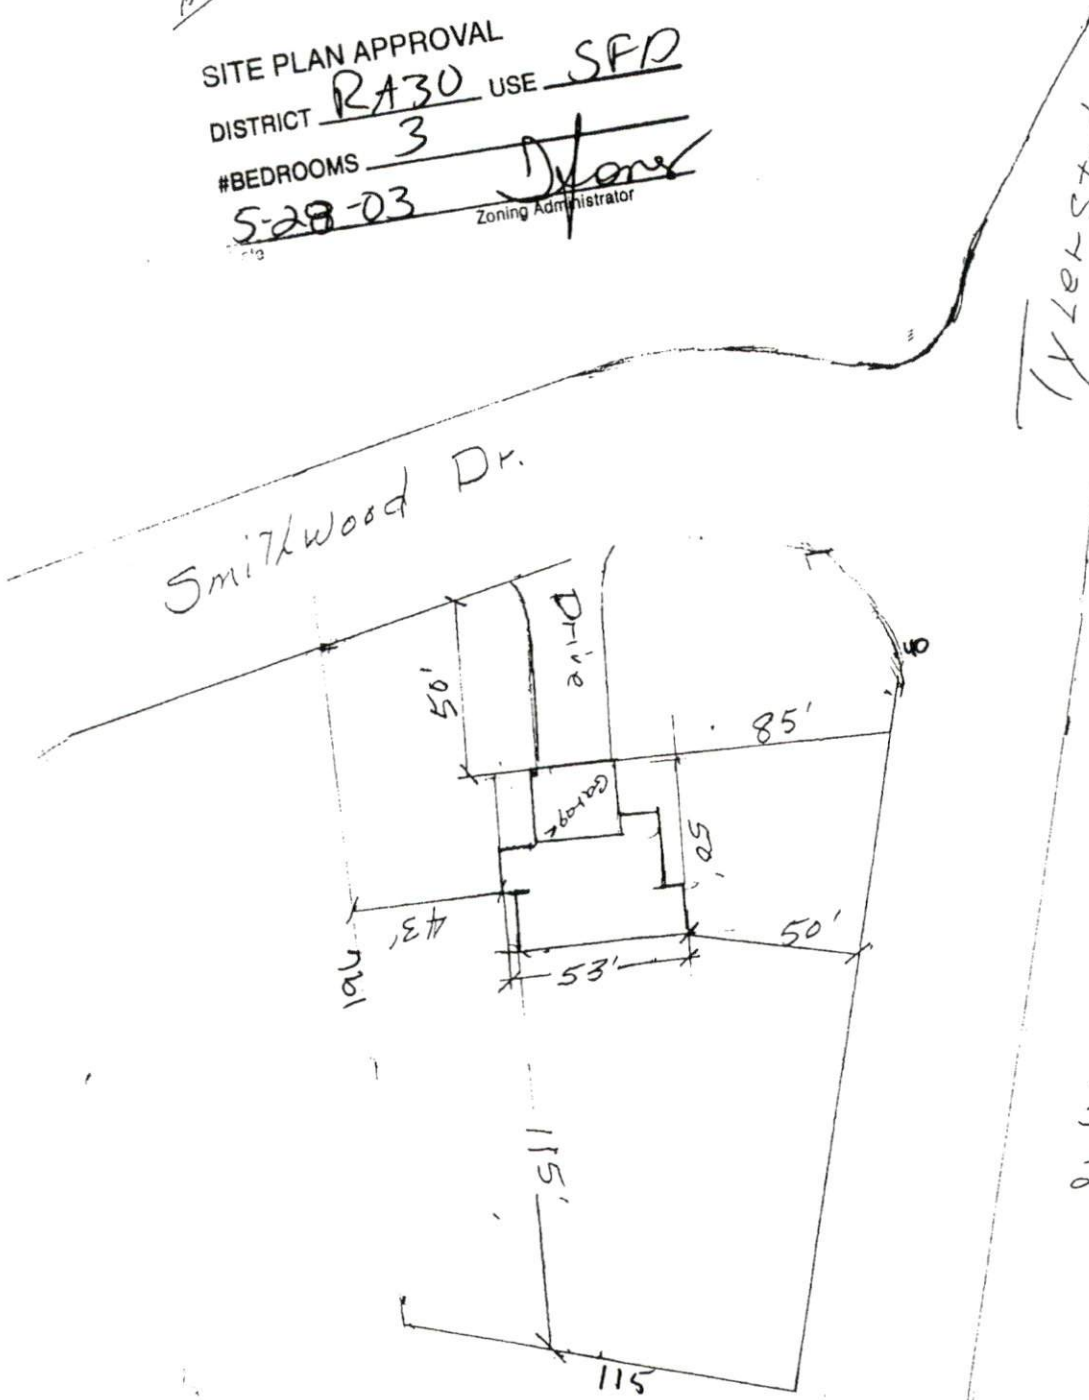 SITE PLAN APPROVAL
DISTRICT RA30 USE SFD
#BEDROOMS 3
5-28-03
Zoning Administrator
Smithwood Dr.
Drive
50'
85'
Garage
50'
43'
50'
53'
115'
115